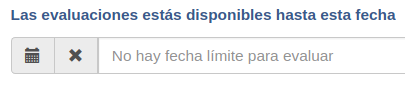 Las evaluaciones estás disponibles hasta esta fecha
No hay fecha límite para evaluar